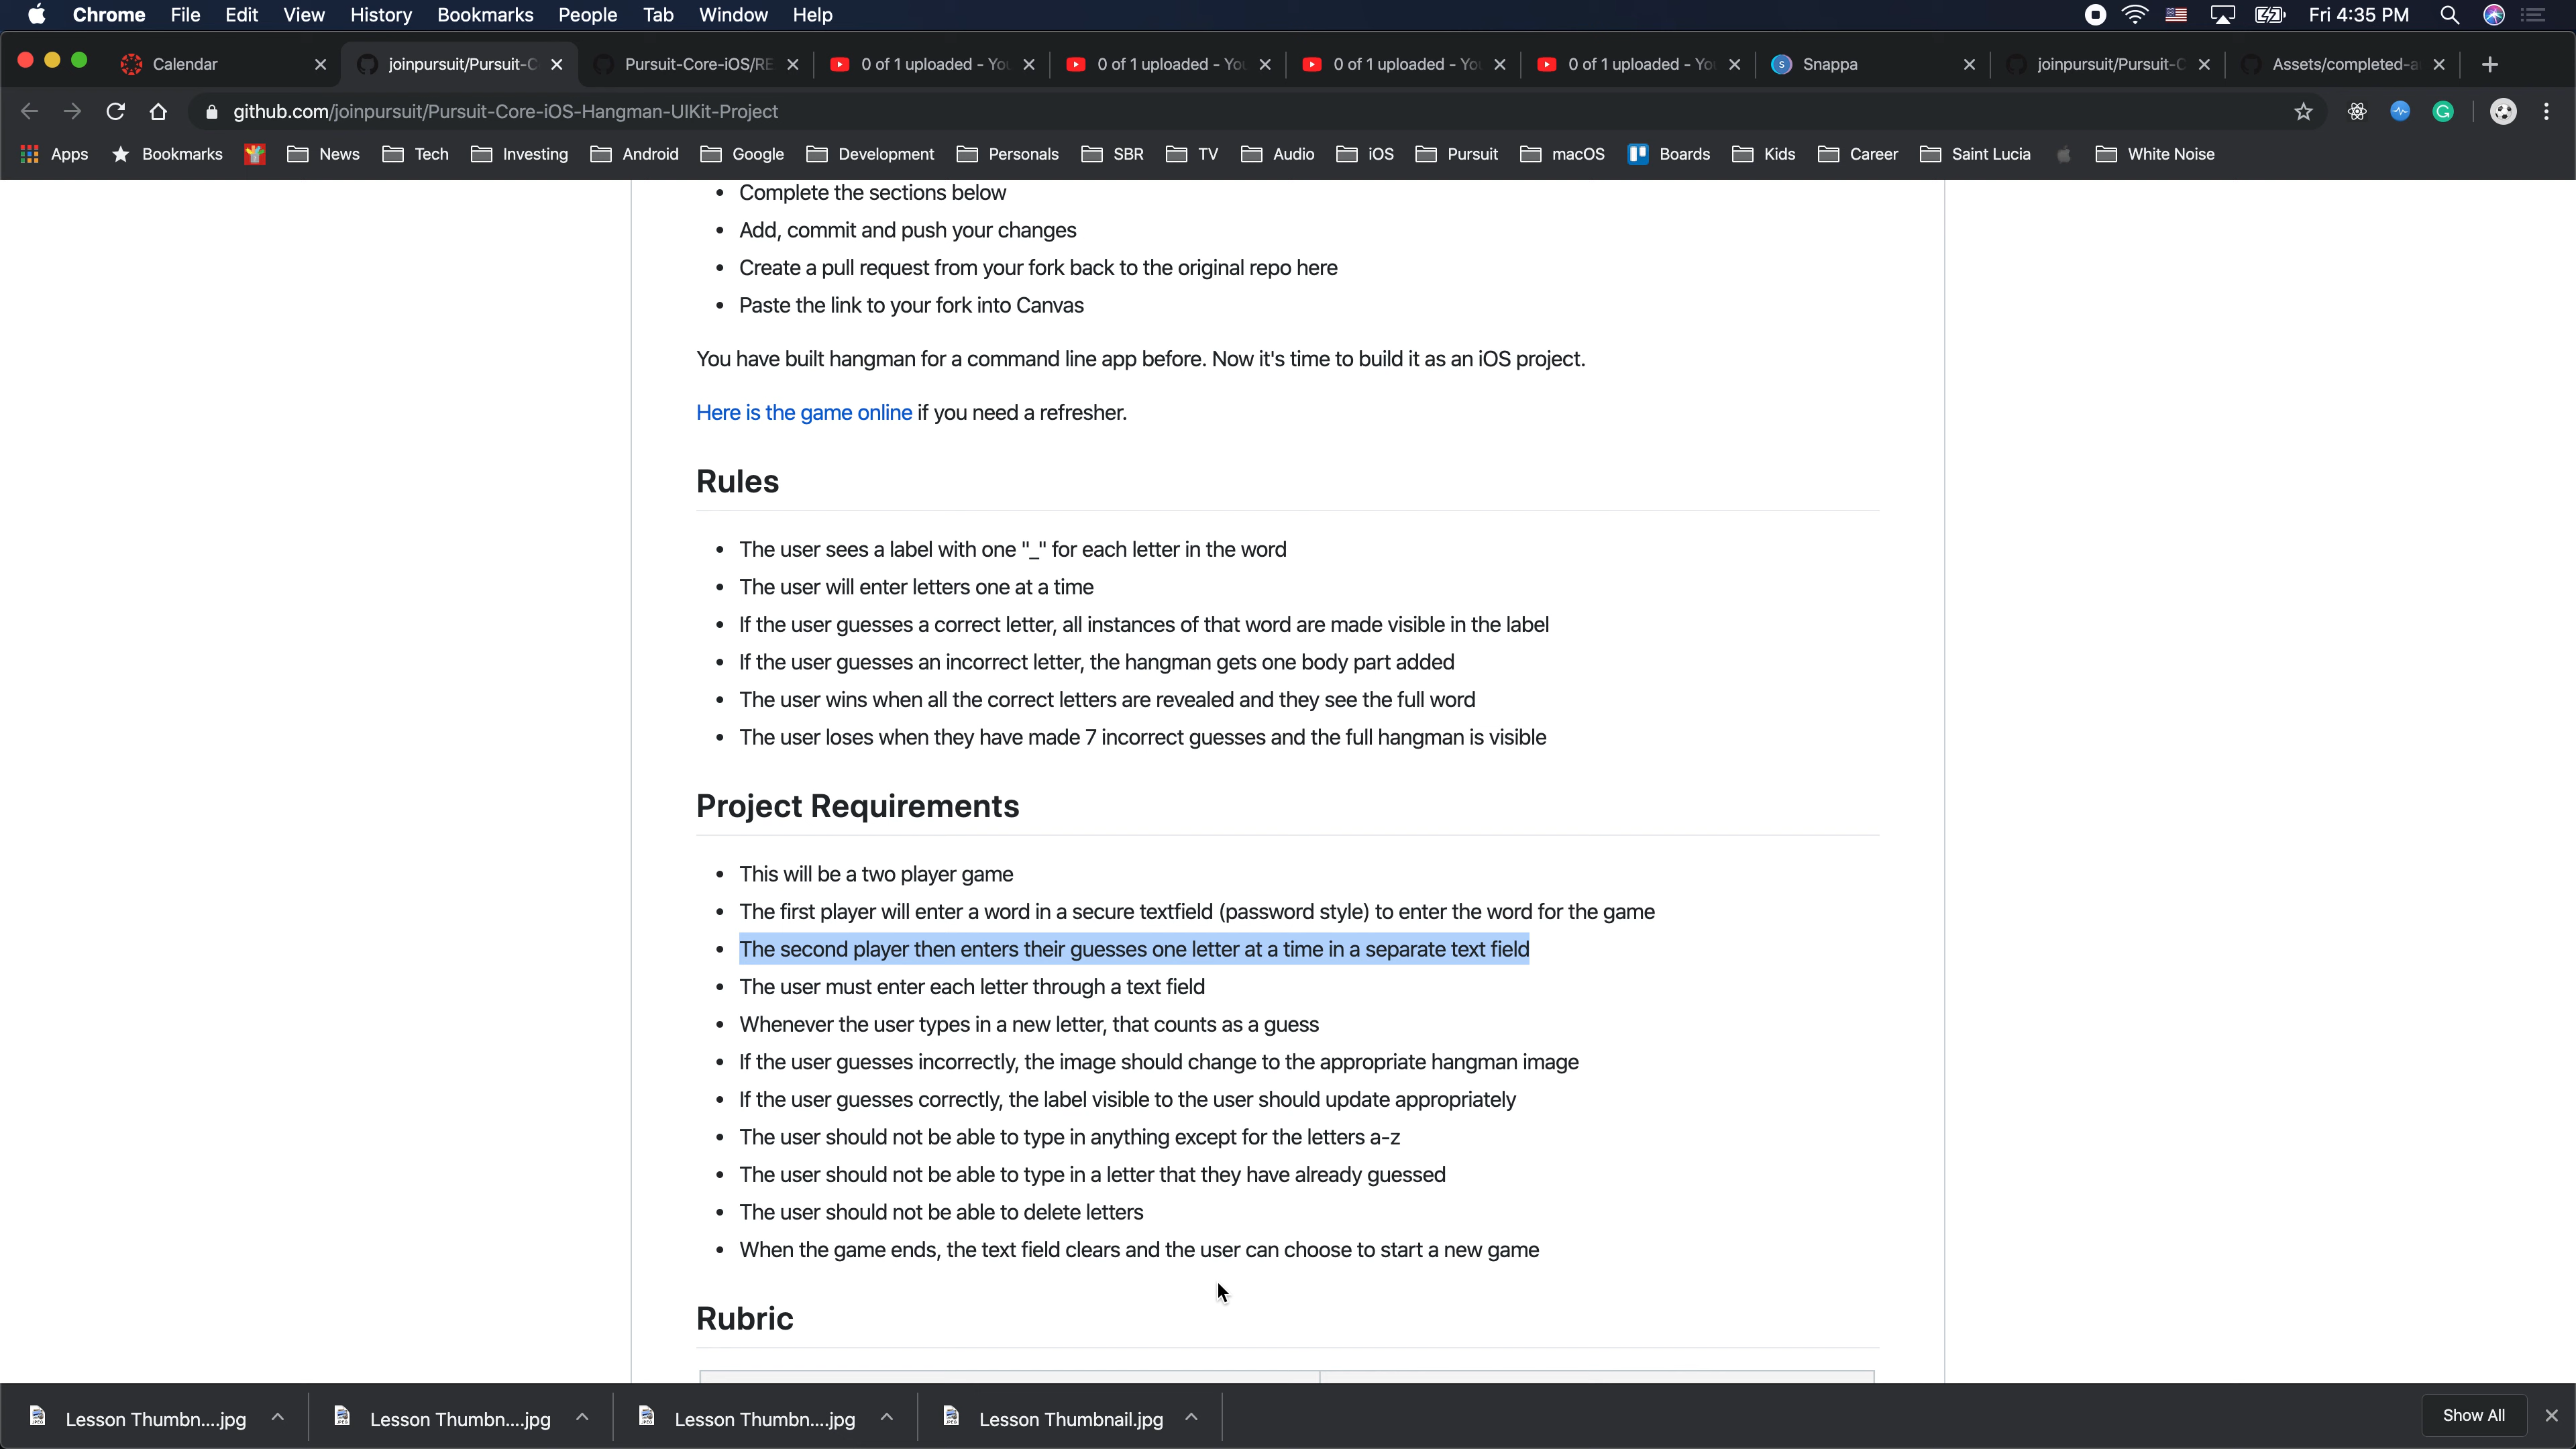 Chrome File Edit View History Bookmarks People Tab Window Help Fri 4:35 PM
Calendar joinpursuit/Pursuit-C Pursuit-Core-iOS/RE 0 of 1 uploaded - You 0 of 1 uploaded - You 0 of 1 uploaded - You 0 of 1 uploaded - You Snappa joinpursuit/Pursuit-C Assets/completed-a
github.com/joinpursuit/Pursuit-Core-iOS-Hangman-UIKit-Project
Apps Bookmarks News Tech Investing Android Google Development Personals SBR TV Audio iOS Pursuit macOS Boards Kids Career Saint Lucia White Noise
• Complete the sections below
• Add, commit and push your changes
• Create a pull request from your fork back to the original repo here
• Paste the link to your fork into Canvas
You have built hangman for a command line app before. Now it's time to build it as an iOS project.
Here is the game online if you need a refresher.
Rules
• The user sees a label with one "_" for each letter in the word
• The user will enter letters one at a time
• If the user guesses a correct letter, all instances of that word are made visible in the label
• If the user guesses an incorrect letter, the hangman gets one body part added
• The user wins when all the correct letters are revealed and they see the full word
• The user loses when they have made 7 incorrect guesses and the full hangman is visible
Project Requirements
• This will be a two player game
• The first player will enter a word in a secure textfield (password style) to enter the word for the game
• The second player then enters their guesses one letter at a time in a separate text field
• The user must enter each letter through a text field
• Whenever the user types in a new letter, that counts as a guess
• If the user guesses incorrectly, the image should change to the appropriate hangman image
• If the user guesses correctly, the label visible to the user should update appropriately
• The user should not be able to type in anything except for the letters a-z
• The user should not be able to type in a letter that they have already guessed
• The user should not be able to delete letters
• When the game ends, the text field clears and the user can choose to start a new game
Rubric
Lesson Thumbn....jpg Lesson Thumbn....jpg Lesson Thumbn....jpg Lesson Thumbnail.jpg Show All